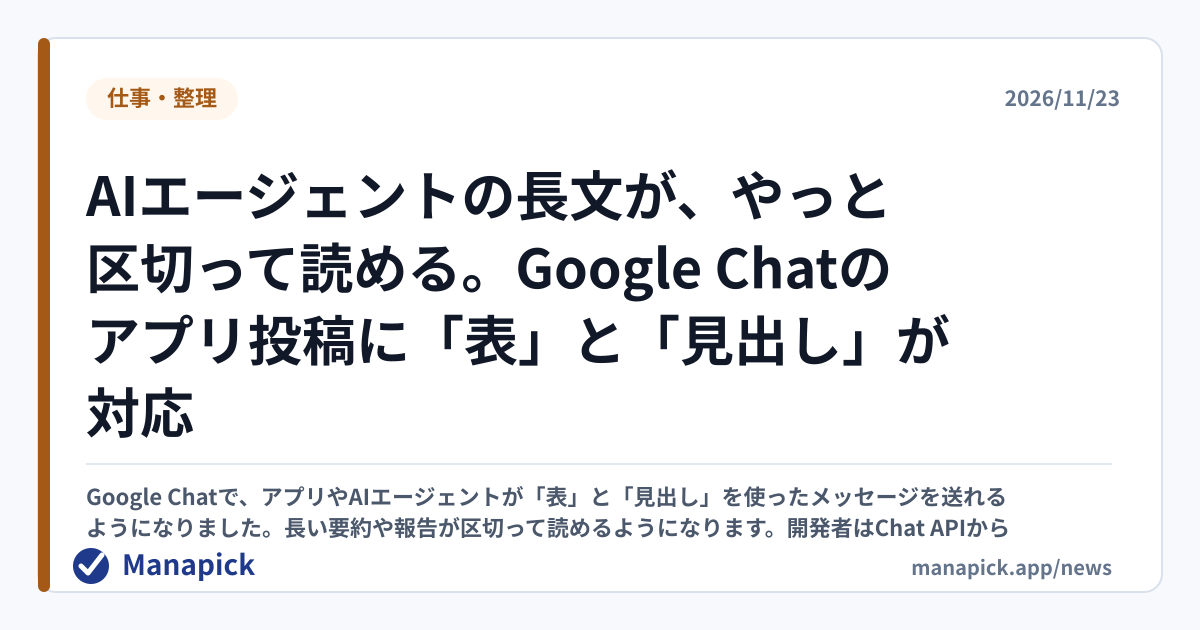 仕事・整理
2026/11/23
AIエージェントの長文が、やっと
区切って読める。Google Chatの
アプリ投稿に「表」と「見出し」が
対応
Google Chatで、アプリやAIエージェントが「表」と「見出し」を使ったメッセージを送れる
ようになりました。長い要約や報告が区切って読めるようになります。開発者はChat APIから
Manapick
manapick.app/news